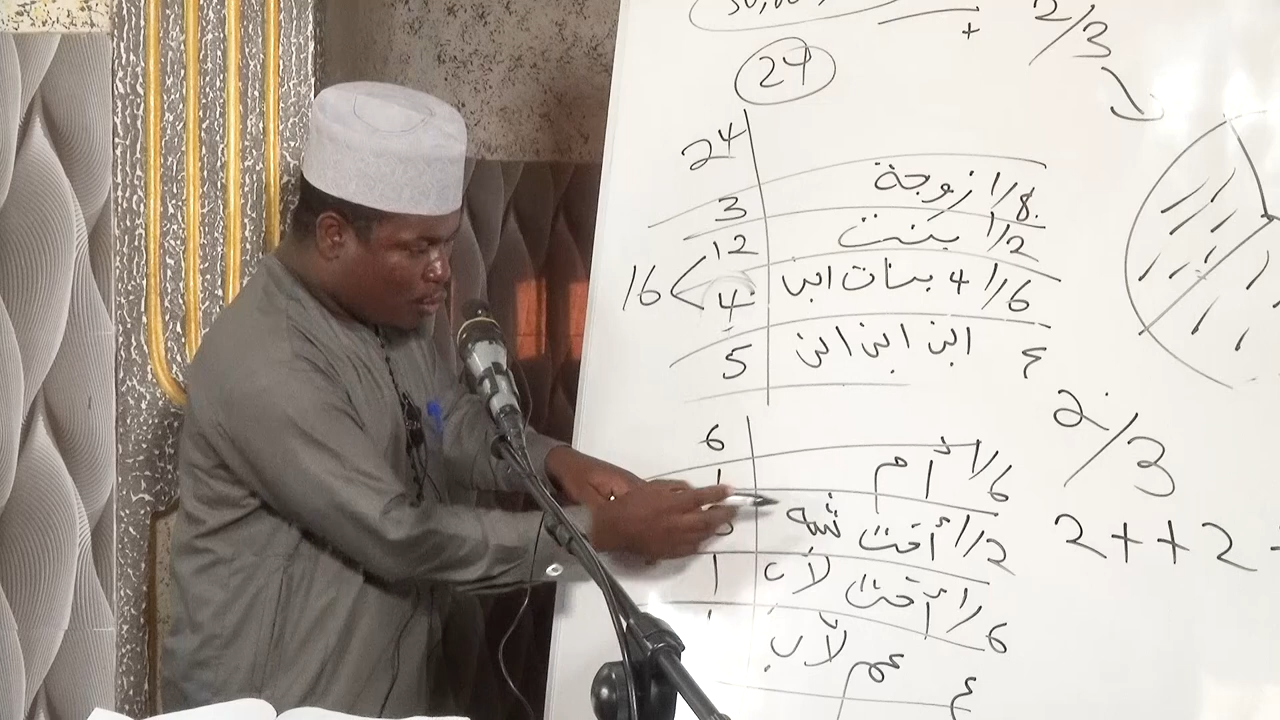 2/3
24
24
1/8 زوجة 3
1/2 بنت 12
1/6 4 بنات ابن 4
16
ع ابن ابن ابن 5
2/3
6
1/6 أم 1
1/2 أخت
2++2
1/6 أخت لأب 1
ع عم لأب